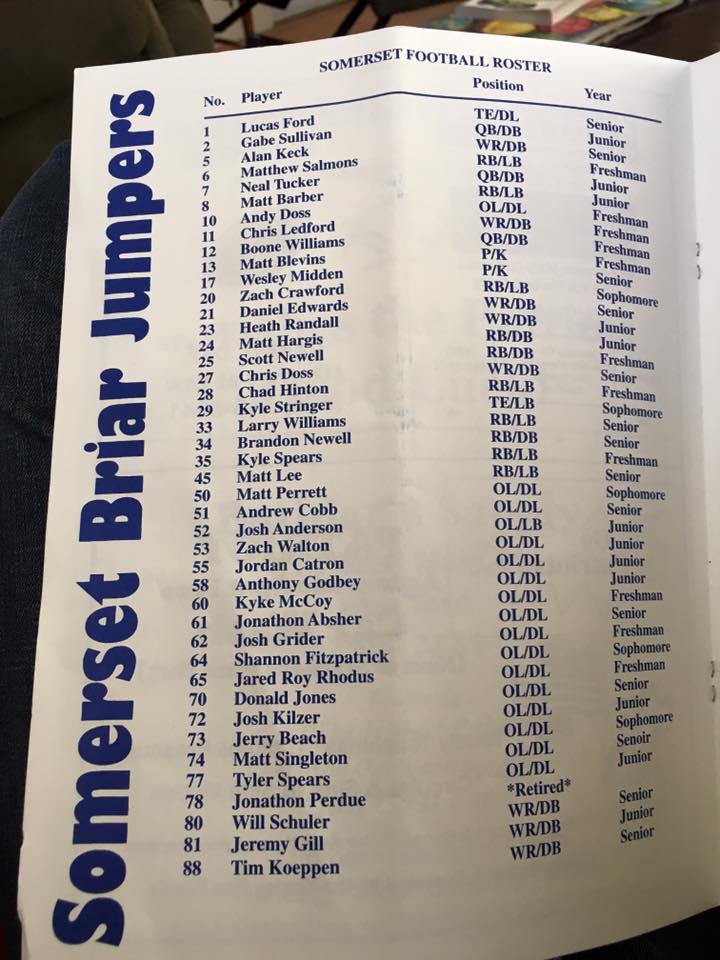 Somerset Briar Jumpers
SOMERSET FOOTBALL ROSTER
No. Player Position Year
1 Lucas Ford TE/DL Senior
2 Gabe Sullivan QB/DB Junior
5 Alan Keck WR/DB Senior
6 Matthew Salmons RB/LB Freshman
7 Neal Tucker QB/DB Junior
8 Matt Barber RB/LB Junior
10 Andy Doss OL/DL Freshman
11 Chris Ledford WR/DB Freshman
12 Boone Williams QB/DB Freshman
13 Matt Blevins P/K Freshman
17 Wesley Midden P/K Senior
20 Zach Crawford RB/LB Sophomore
21 Daniel Edwards WR/DB Senior
23 Heath Randall WR/DB Junior
24 Matt Hargis RB/DB Junior
25 Scott Newell RB/DB Freshman
27 Chris Doss WR/DB Senior
28 Chad Hinton RB/LB Freshman
29 Kyle Stringer TE/LB Sophomore
33 Larry Williams RB/LB Senior
34 Brandon Newell RB/DB Senior
35 Kyle Spears RB/LB Freshman
45 Matt Lee RB/LB Senior
50 Matt Perrett OL/DL Sophomore
51 Andrew Cobb OL/DL Senior
52 Josh Anderson OL/LB Junior
53 Zach Walton OL/DL Junior
55 Jordan Catron OL/DL Junior
58 Anthony Godbey OL/DL Junior
60 Kyke McCoy OL/DL Freshman
61 Jonathon Absher OL/DL Senior
62 Josh Grider OL/DL Freshman
64 Shannon Fitzpatrick OL/DL Sophomore
65 Jared Roy Rhodus OL/DL Freshman
70 Donald Jones OL/DL Senior
72 Josh Kilzer OL/DL Junior
73 Jerry Beach OL/DL Sophomore
74 Matt Singleton OL/DL Senoir
77 Tyler Spears OL/DL Junior
78 Jonathon Perdue *Retired*
80 Will Schuler WR/DB Senior
81 Jeremy Gill WR/DB Junior
88 Tim Koeppen WR/DB Senior